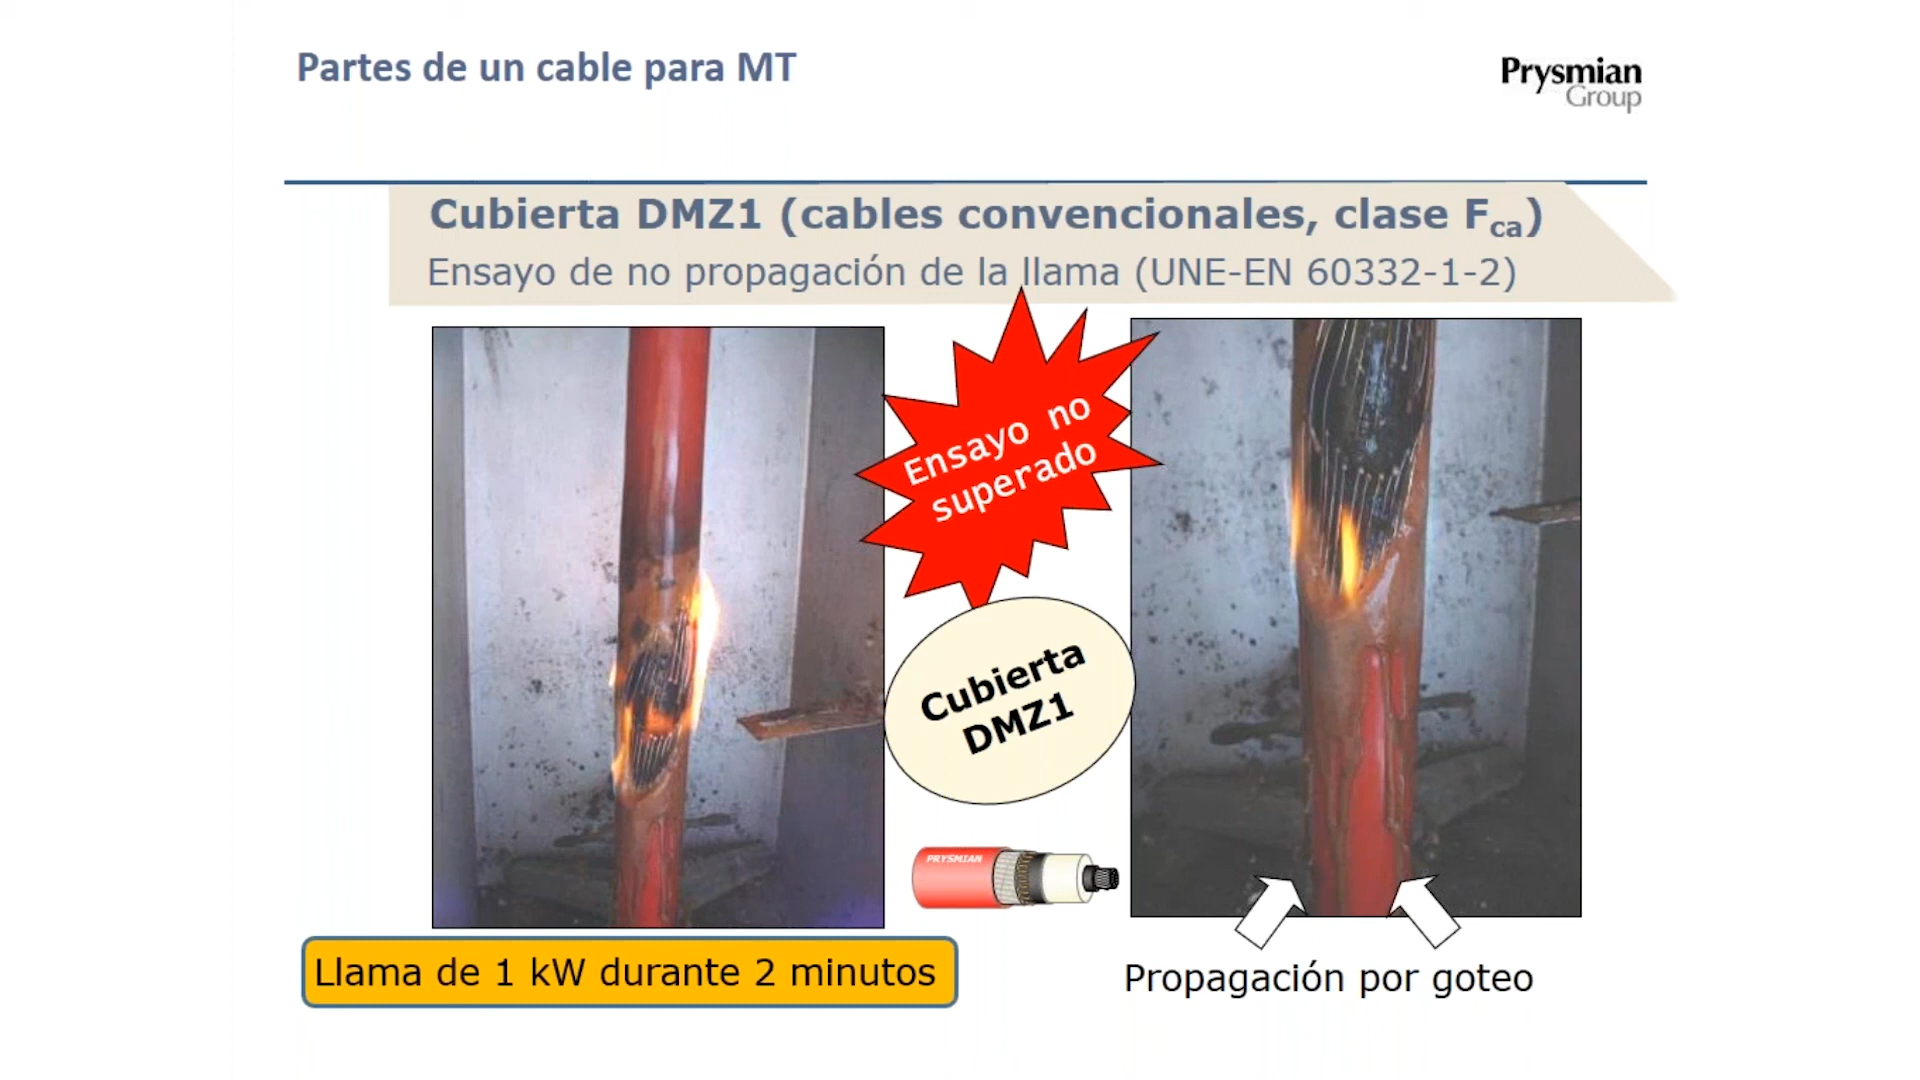 Partes de un cable para MT
Prysmian
Group
Cubierta DMZ1 (cables convencionales, clase Fca)
Ensayo de no propagación de la llama (UNE-EN 60332-1-2)
Ensayo no
superado
Cubierta
DMZ1
PRYSMIAN
Llama de 1 kW durante 2 minutos
Propagación por goteo